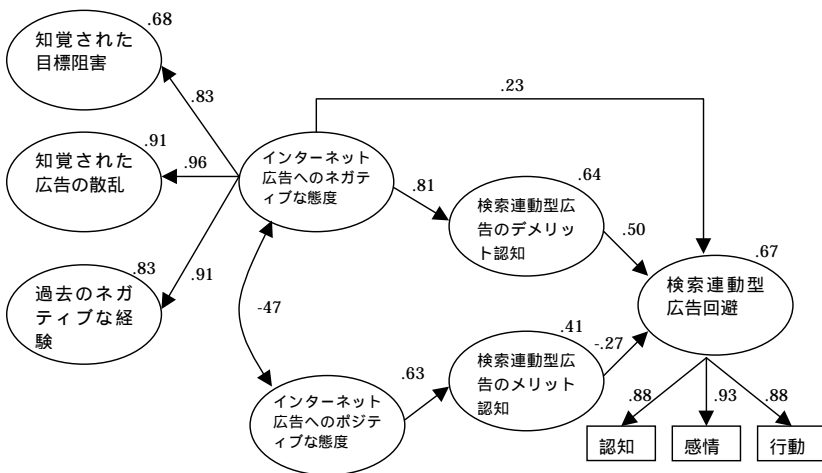 .68
知覚された
目標阻害
.83
.23
.91
知覚された
広告の散乱
.96
インターネット
広告へのネガティ
ブな態度
.81
.64
検索連動型広
告のデメリッ
ト認知
.50
.67
検索連動型
広告回避
.83
過去のネガ
ティブな経
験
.91
-47
.41
検索連動型広
告のメリット
認知
-.27
.63
インターネット
広告へのポジテ
ィブな態度
.88
.93
.88
認知
感情
行動